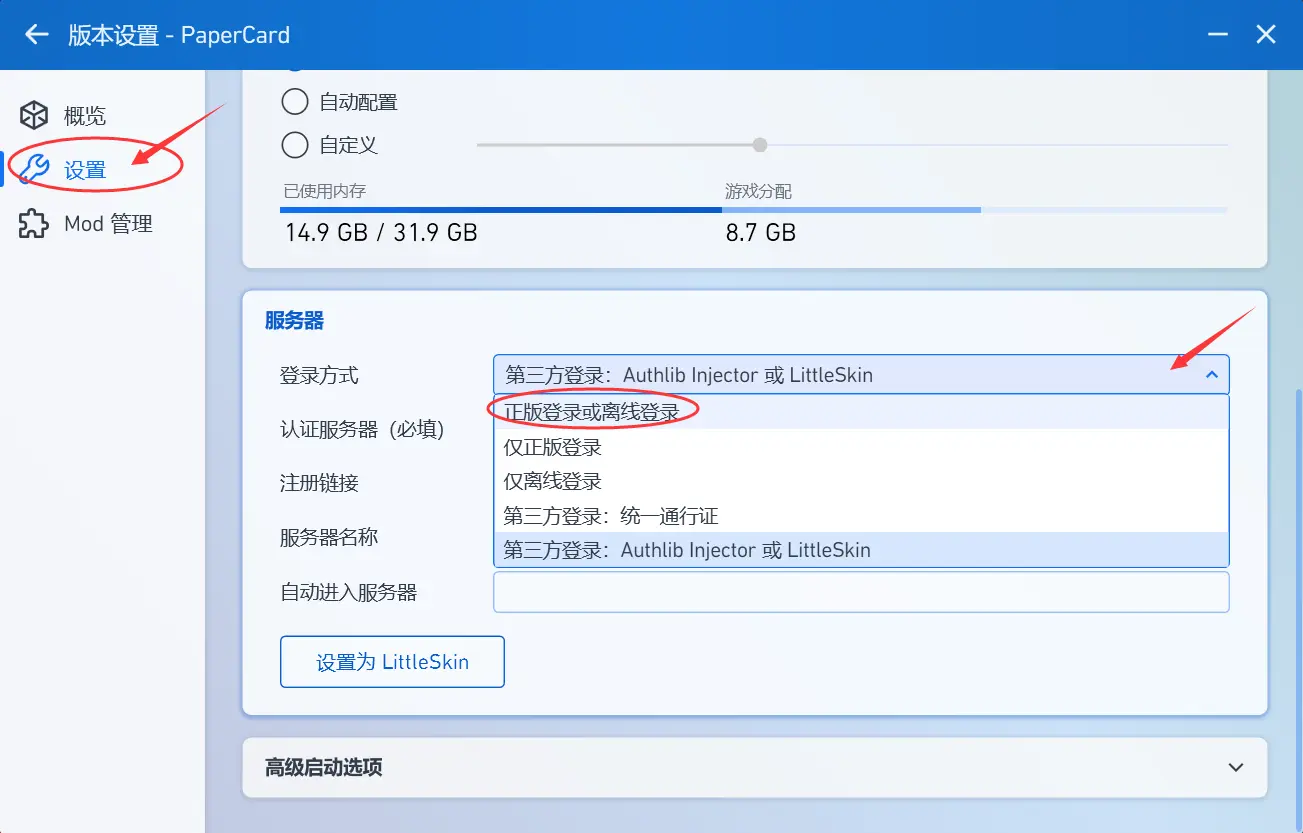 版本设置 - PaperCard
概览
设置
Mod 管理
自动配置
自定义
已使用内存
游戏分配
14.9 GB / 31.9 GB
8.7 GB
服务器
登录方式
第三方登录：Authlib Injector 或 LittleSkin
正版登录或离线登录
认证服务器（必填）
仅正版登录
仅离线登录
注册链接
第三方登录：统一通行证
服务器名称
第三方登录：Authlib Injector 或 LittleSkin
自动进入服务器
设置为 LittleSkin
高级启动选项